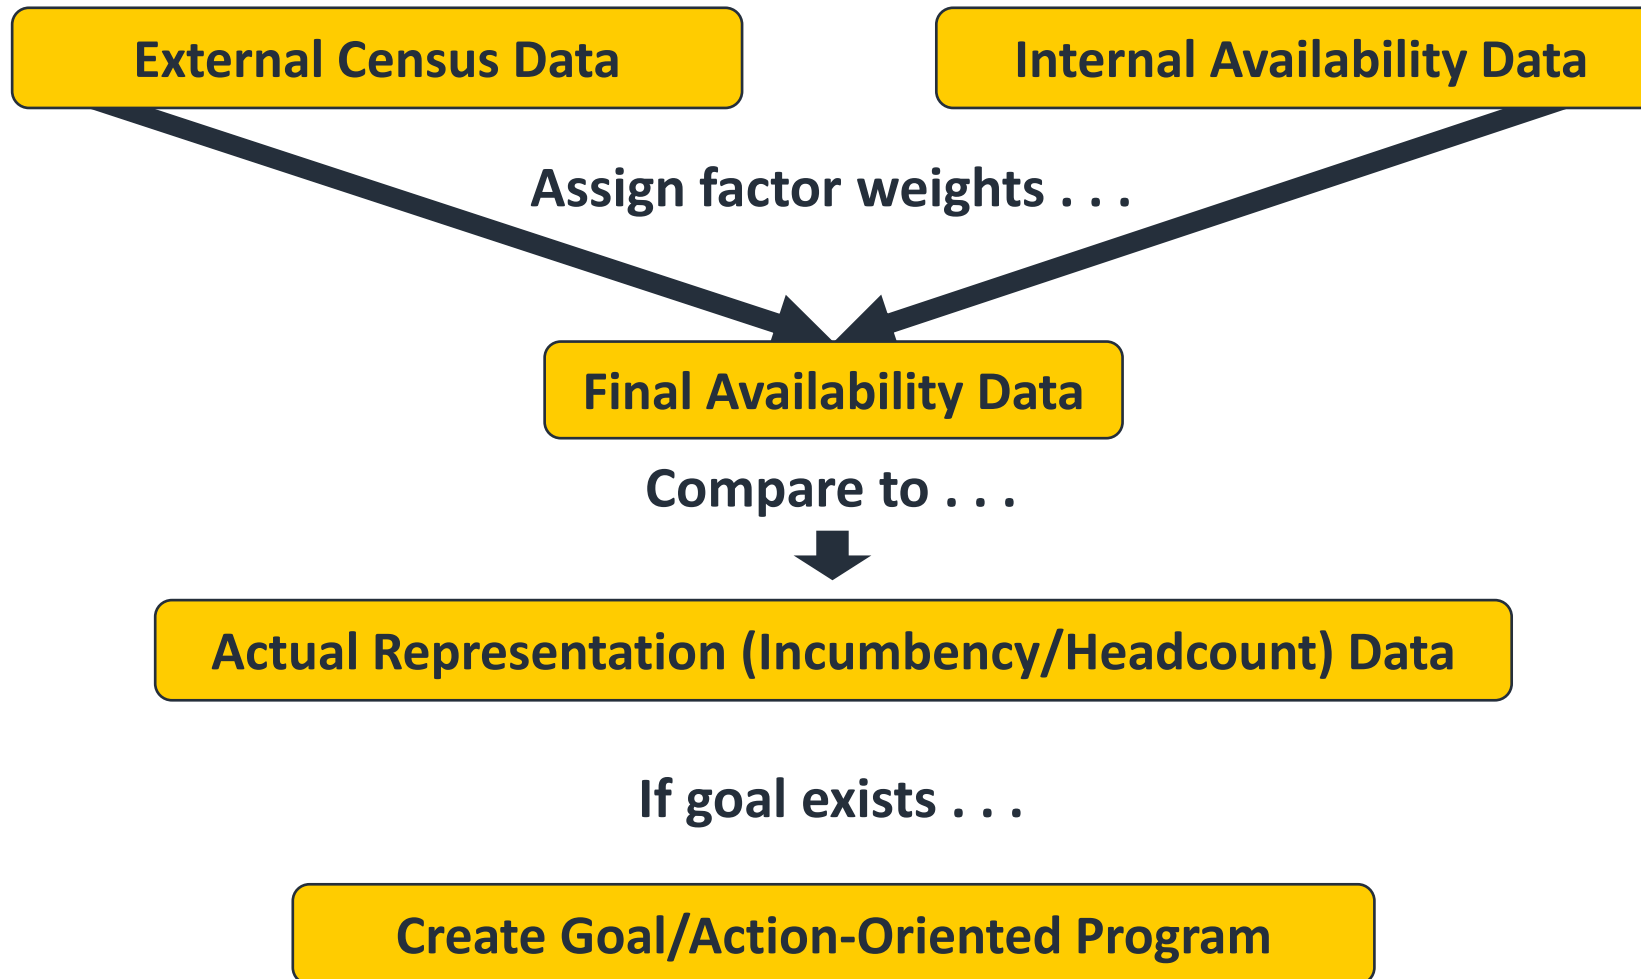 External Census Data
Internal Availability Data
Assign factor weights . . .
Final Availability Data
Compare to . . .
Actual Representation (Incumbency/Headcount) Data
If goal exists . . .
Create Goal/Action-Oriented Program